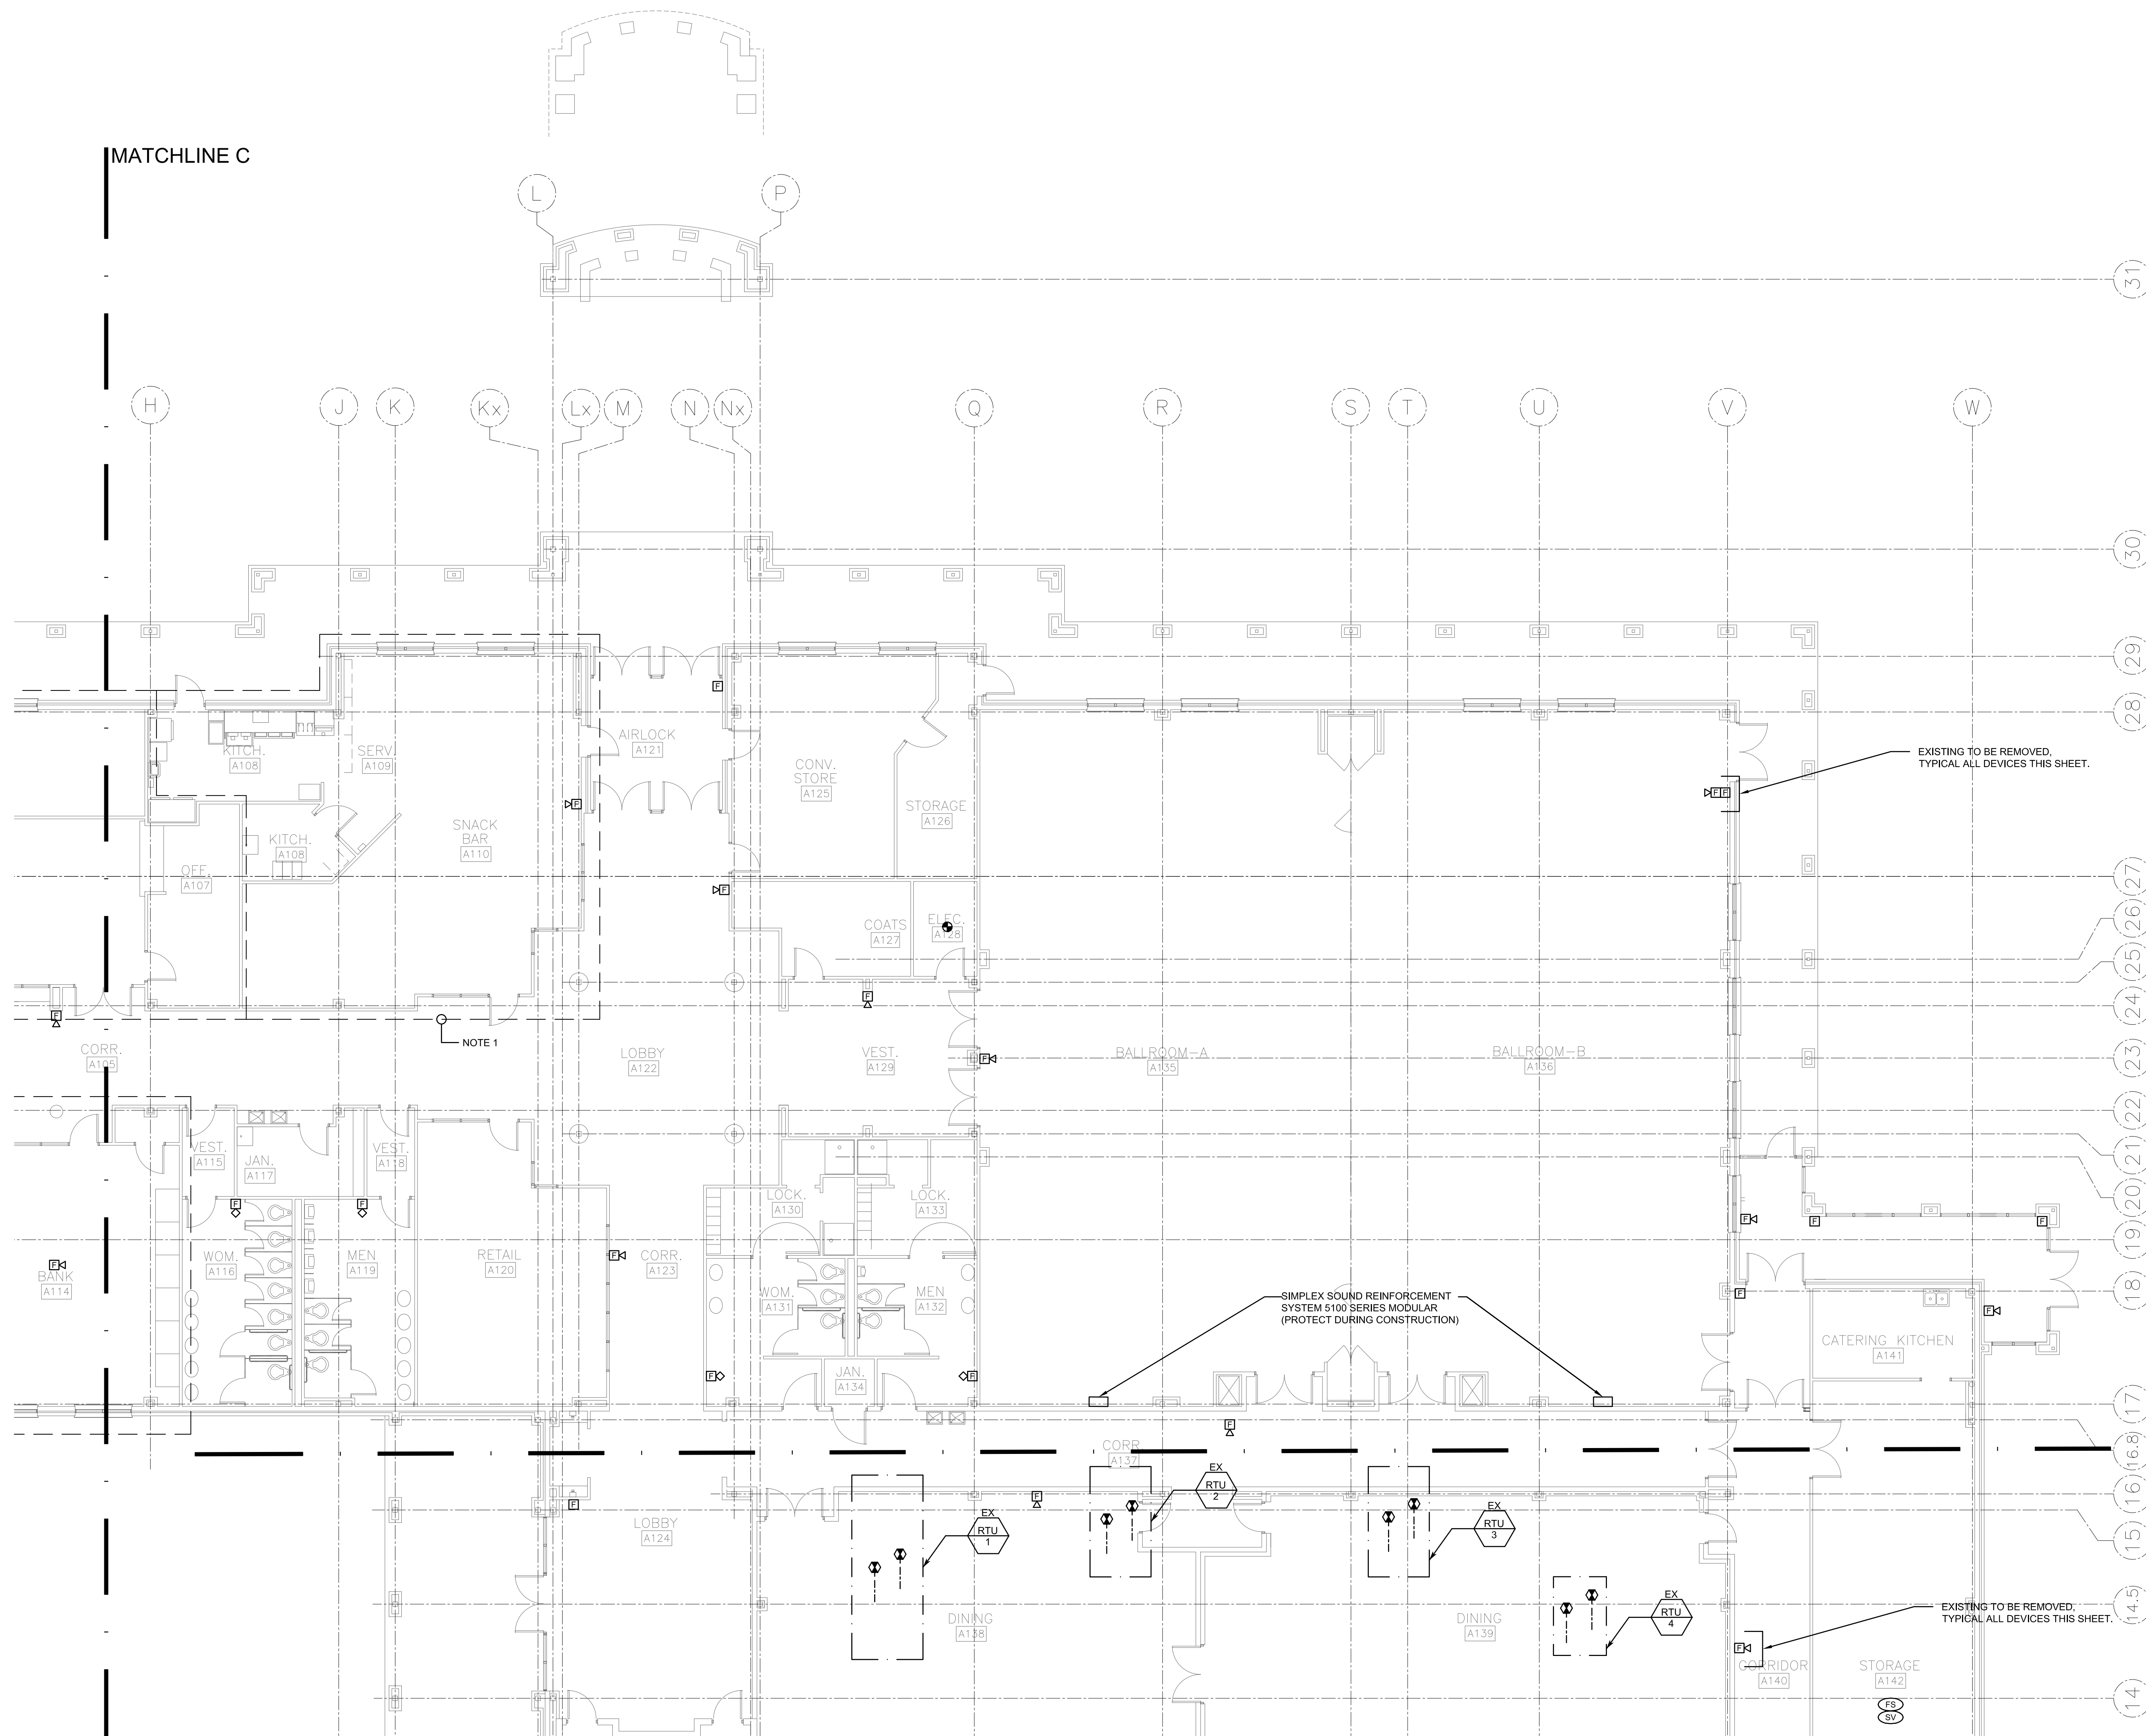 MATCHLINE C
L
P
31
H
J
K
Kx
Lx
M
N
Nx
Q
R
S
T
U
V
W
30
29
28
F
AIRLOCK
A121
KITCH.
A108
SERV.
A109
CONV.
STORE
A125
EXISTING TO BE REMOVED,
TYPICAL ALL DEVICES THIS SHEET.
F
F F
STORAGE
A126
SNACK
BAR
A110
KITCH.
A108
OFF.
A107
27
F
COATS
A127
ELEC.
A128
26
25
24
F
F
NOTE 1
CORR.
A105
LOBBY
A122
VEST.
A129
F
BALLROOM-A
A135
BALLROOM-B
A136
23
22
21
VEST.
A115
JAN.
A117
VEST.
A118
20
F
F
LOCK.
A130
LOCK.
A133
F
F
F
19
F
BANK
A114
WOM.
A116
MEN
A119
RETAIL
A120
F
CORR.
A123
WOM.
A131
MEN
A132
SIMPLEX SOUND REINFORCEMENT
SYSTEM 5100 SERIES MODULAR
(PROTECT DURING CONSTRUCTION)
F
F
18
CATERING KITCHEN
A141
F
F
JAN.
A134
17
F
CORR.
A137
16.8
EX
RTU
2
F
F
16
EX
RTU
1
EX
RTU
3
LOBBY
A124
15
EX
RTU
4
14.5
EXISTING TO BE REMOVED,
TYPICAL ALL DEVICES THIS SHEET.
DINING
A138
DINING
A139
F
CORRIDOR
A140
STORAGE
A142
14
FS
SV